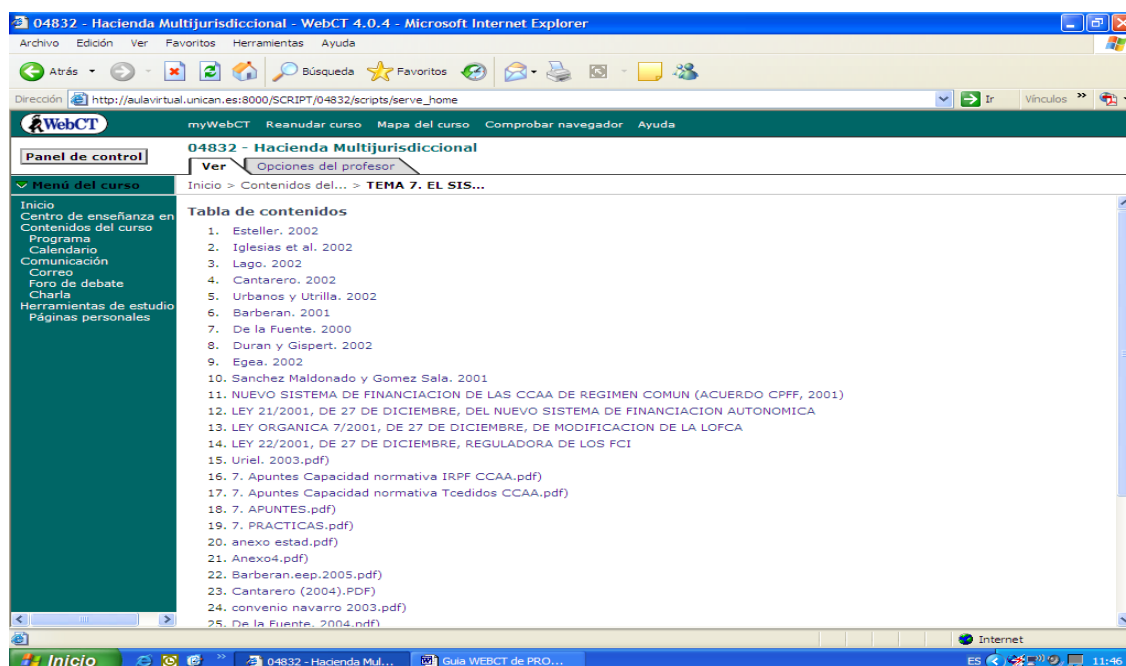 04832 - Hacienda Multijurisdiccional - WebCT 4.0.4 - Microsoft Internet Explorer
Archivo Edición Ver Favoritos Herramientas Ayuda
Atrás Búsqueda Favoritos
Dirección http://aulavirtual.unican.es:8000/SCRIPT/04832/scripts/serve_home Ir Vínculos »
WebCT myWebCT Reanudar curso Mapa del curso Comprobar navegador Ayuda
Panel de control
04832 - Hacienda Multijurisdiccional
Ver Opciones del profesor
Menú del curso
Inicio > Contenidos del... > TEMA 7. EL SIS...
Inicio
Centro de enseñanza en
Contenidos del curso
Programa
Calendario
Comunicación
Correo
Foro de debate
Charla
Herramientas de estudio
Páginas personales
Tabla de contenidos
1. Esteller. 2002
2. Iglesias et al. 2002
3. Lago. 2002
4. Cantarero. 2002
5. Urbanos y Utrilla. 2002
6. Barberan. 2001
7. De la Fuente. 2000
8. Duran y Gispert. 2002
9. Egea. 2002
10. Sanchez Maldonado y Gomez Sala. 2001
11. NUEVO SISTEMA DE FINANCIACION DE LAS CCAA DE REGIMEN COMUN (ACUERDO CPFF, 2001)
12. LEY 21/2001, DE 27 DE DICIEMBRE, DEL NUEVO SISTEMA DE FINANCIACION AUTONOMICA
13. LEY ORGANICA 7/2001, DE 27 DE DICIEMBRE, DE MODIFICACION DE LA LOFCA
14. LEY 22/2001, DE 27 DE DICIEMBRE, REGULADORA DE LOS FCI
15. Uriel. 2003.pdf)
16. 7. Apuntes Capacidad normativa IRPF CCAA.pdf)
17. 7. Apuntes Capacidad normativa Tcedidos CCAA.pdf)
18. 7. APUNTES.pdf)
19. 7. PRACTICAS.pdf)
20. anexo estad.pdf)
21. Anexo4.pdf)
22. Barberan.eep.2005.pdf)
23. Cantarero (2004).PDF)
24. convenio navarro 2003.pdf)
25. De la Fuente. 2004.pdf)
Internet
Inicio » 04832 - Hacienda Mul... Guia WEBCT de PRO... ES 11:46